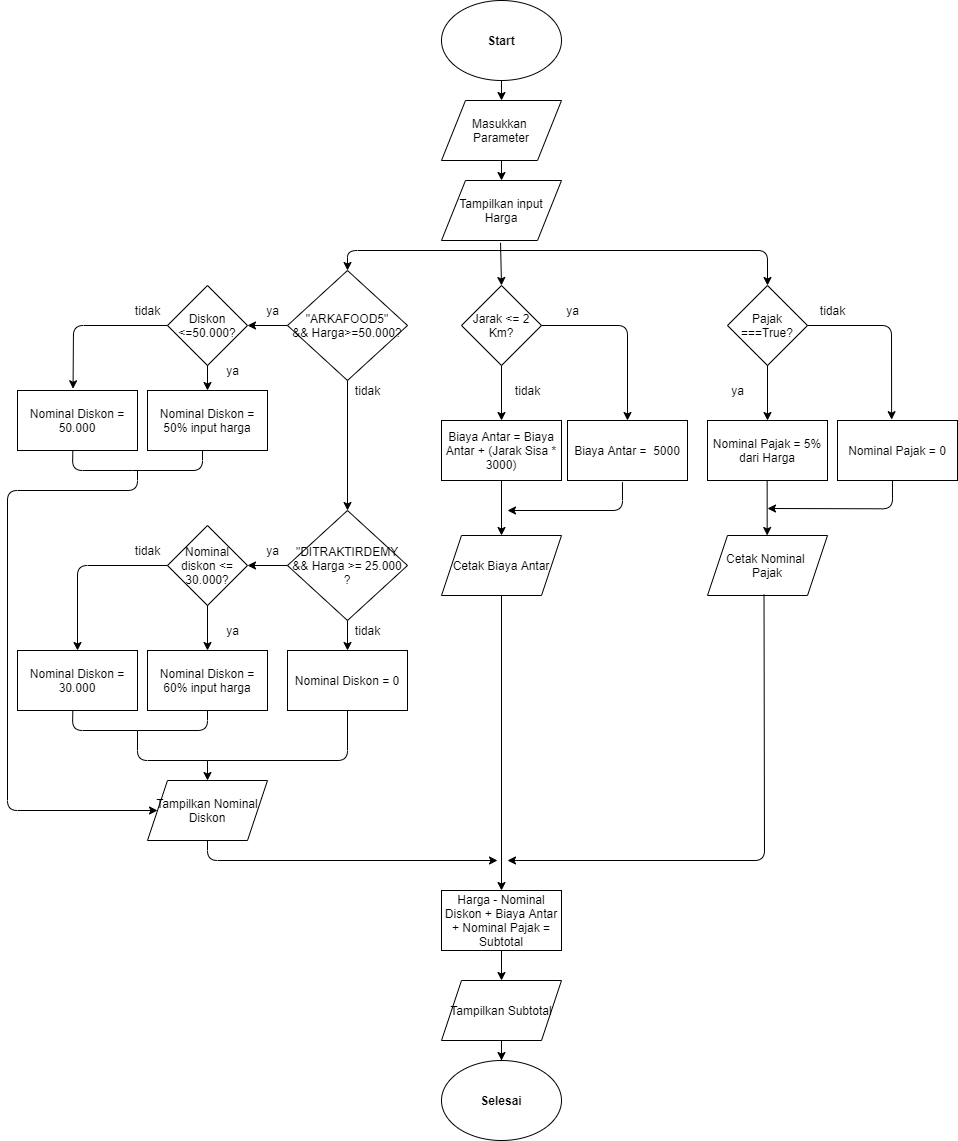 Start
Masukkan
Parameter
Tampilkan input
Harga
tidak
Diskon
<=50.000?
ya
"ARKAFOOD5"
&& Harga>=50.000?
Jarak <= 2
Km?
ya
Pajak
===True?
tidak
ya
tidak
tidak
ya
Nominal Diskon =
50.000
Nominal Diskon =
50% input harga
Biaya Antar = Biaya
Antar + (Jarak Sisa *
3000)
Biaya Antar =  5000
Nominal Pajak = 5%
dari Harga
Nominal Pajak = 0
tidak
Nominal
diskon <=
30.000?
ya
"DITRAKTIRDEMY
&& Harga >= 25.000
?
Cetak Biaya Antar
Cetak Nominal
Pajak
ya
tidak
Nominal Diskon =
30.000
Nominal Diskon =
60% input harga
Nominal Diskon = 0
Tampilkan Nominal
Diskon
Harga - Nominal
Diskon + Biaya Antar
+ Nominal Pajak =
Subtotal
Tampilkan Subtotal
Selesai